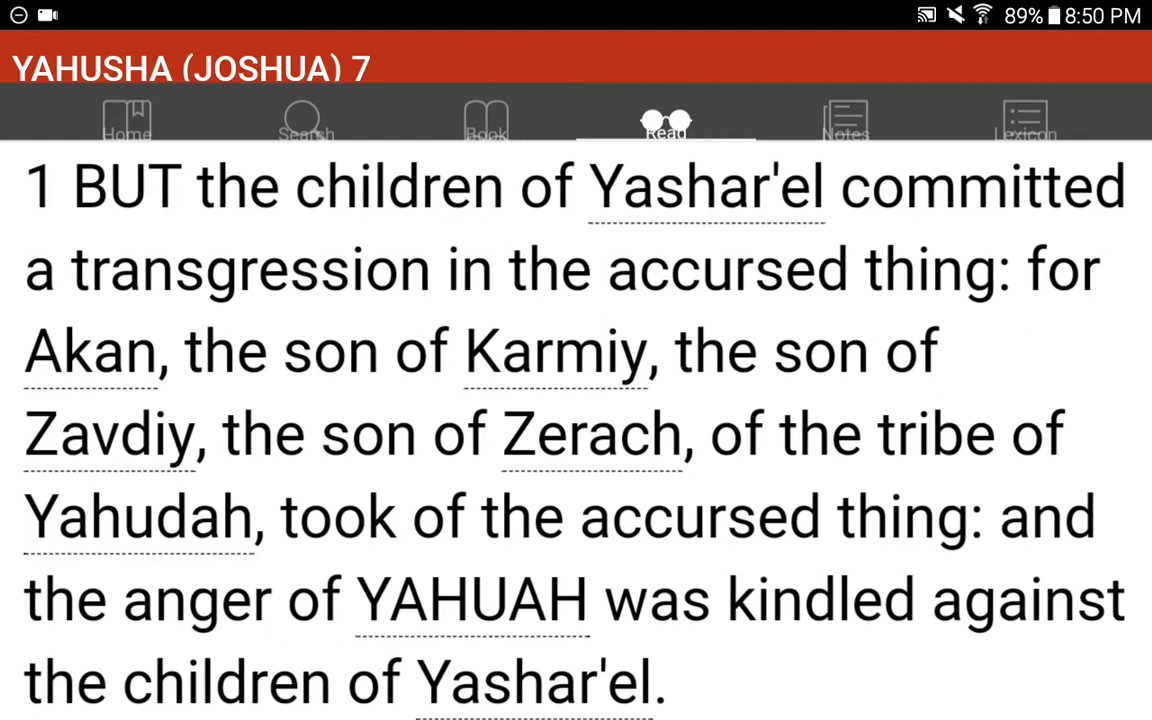 89% 8:50 PM
YAHUSHA (JOSHUA) 7
Home Search Book Read Notes Lexicon
1 BUT the children of Yashar'el committed
a transgression in the accursed thing: for
Akan, the son of Karmiy, the son of
Zavdiy, the son of Zerach, of the tribe of
Yahudah, took of the accursed thing: and
the anger of YAHUAH was kindled against
the children of Yashar'el.